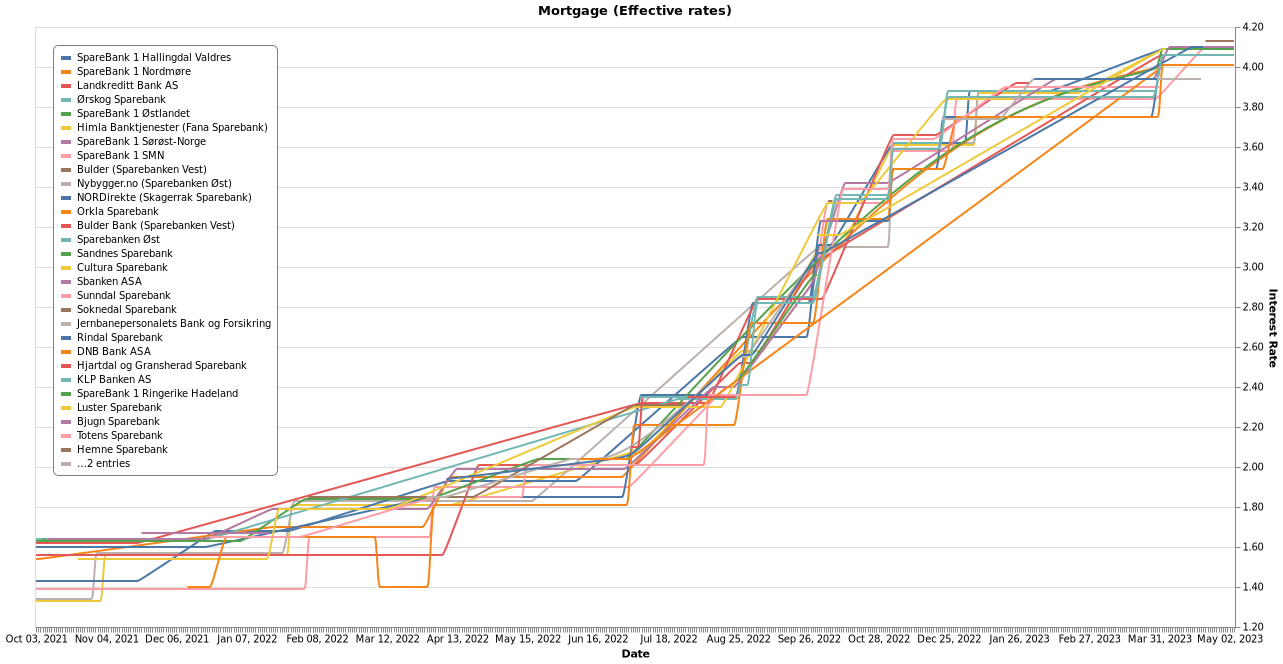 Mortgage (Effective rates)
SpareBank 1 Hallingdal Valdres
SpareBank 1 Nordmøre
Landkreditt Bank AS
Ørskog Sparebank
SpareBank 1 Østlandet
Himla Banktjenester (Fana Sparebank)
SpareBank 1 Sørøst-Norge
SpareBank 1 SMN
Bulder (Sparebanken Vest)
Nybygger.no (Sparebanken Øst)
NORDirekte (Skagerrak Sparebank)
Orkla Sparebank
Bulder Bank (Sparebanken Vest)
Sparebanken Øst
Sandnes Sparebank
Cultura Sparebank
Sbanken ASA
Sunndal Sparebank
Soknedal Sparebank
Jernbanepersonalets Bank og Forsikring
Rindal Sparebank
DNB Bank ASA
Hjartdal og Gransherad Sparebank
KLP Banken AS
SpareBank 1 Ringerike Hadeland
Luster Sparebank
Bjugn Sparebank
Totens Sparebank
Hemne Sparebank
...2 entries
4.20
4.00
3.80
3.60
3.40
3.20
3.00
2.80
2.60
2.40
2.20
2.00
1.80
1.60
1.40
1.20
Interest Rate
Oct 03, 2021 Nov 04, 2021 Dec 06, 2021 Jan 07, 2022 Feb 08, 2022 Mar 12, 2022 Apr 13, 2022 May 15, 2022 Jun 16, 2022 Jul 18, 2022 Aug 25, 2022 Sep 26, 2022 Oct 28, 2022 Dec 25, 2022 Jan 26, 2023 Feb 27, 2023 Mar 31, 2023 May 02, 2023
Date